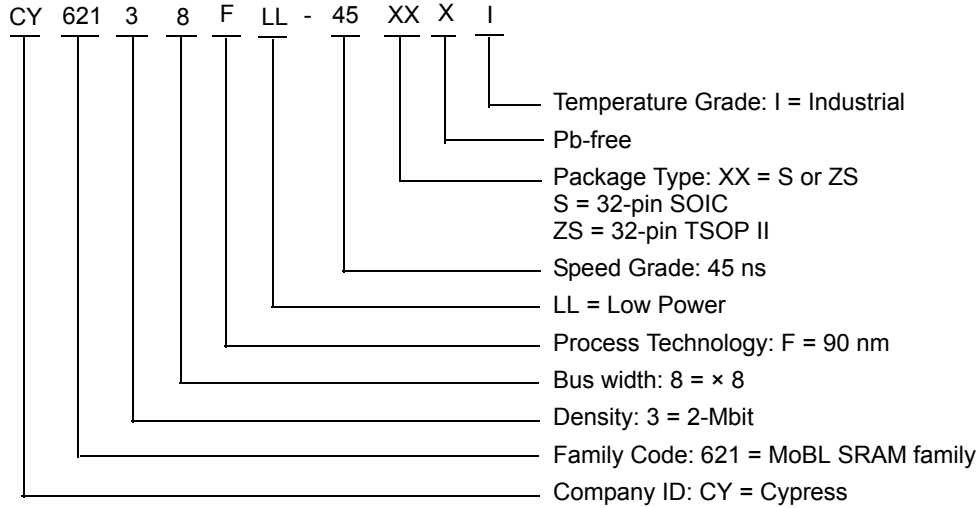 CY 621 3 8 F LL - 45 XX X I
Temperature Grade: I = Industrial
Pb-free
Package Type: XX = S or ZS
S = 32-pin SOIC
ZS = 32-pin TSOP II
Speed Grade: 45 ns
LL = Low Power
Process Technology: F = 90 nm
Bus width: 8 = × 8
Density: 3 = 2-Mbit
Family Code: 621 = MoBL SRAM family
Company ID: CY = Cypress